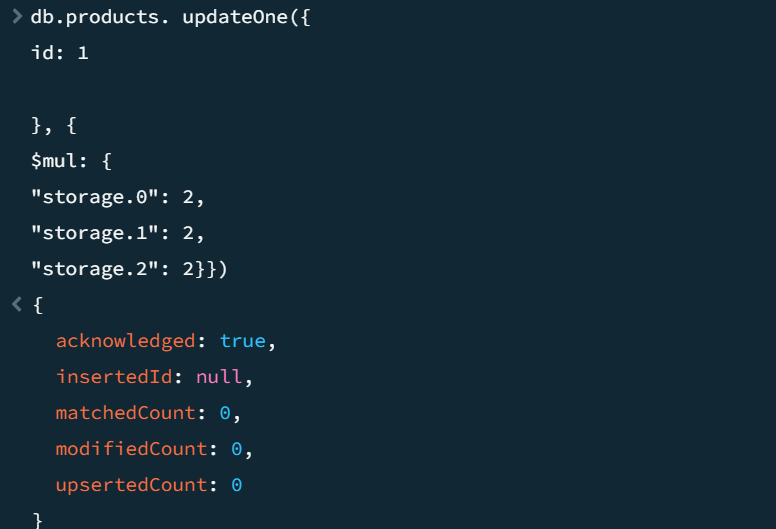 > db.products. updateOne({
id: 1
}, {
$mul: {
"storage.0": 2,
"storage.1": 2,
"storage.2": 2}})
< {
acknowledged: true,
insertedId: null,
matchedCount: 0,
modifiedCount: 0,
upsertedCount: 0
}